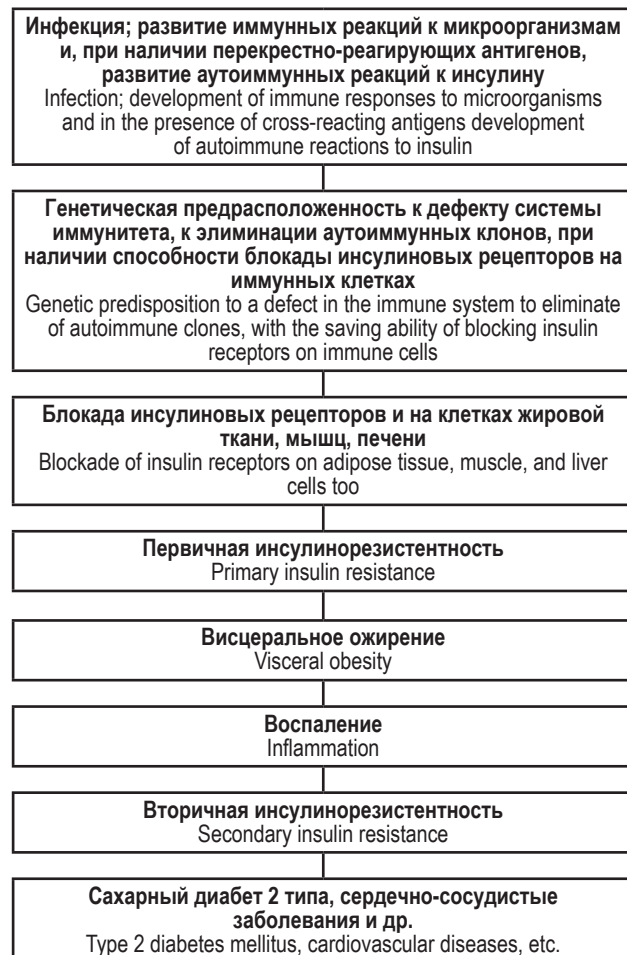 Инфекция; развитие иммунных реакций к микроорганизмам
и, при наличии перекрестно-реагирующих антигенов,
развитие аутоиммунных реакций к инсулину
Infection; development of immune responses to microorganisms
and in the presence of cross-reacting antigens development
of autoimmune reactions to insulin
Генетическая предрасположенность к дефекту системы
иммунитета, к элиминации аутоиммунных клонов, при
наличии способности блокады инсулиновых рецепторов на
иммунных клетках
Genetic predisposition to a defect in the immune system to eliminate
of autoimmune clones, with the saving ability of blocking insulin
receptors on immune cells
Блокада инсулиновых рецепторов и на клетках жировой
ткани, мышц, печени
Blockade of insulin receptors on adipose tissue, muscle, and liver
cells too
Первичная инсулинорезистентность
Primary insulin resistance
Висцеральное ожирение
Visceral obesity
Воспаление
Inflammation
Вторичная инсулинорезистентность
Secondary insulin resistance
Сахарный диабет 2 типа, сердечно-сосудистые
заболевания и др.
Type 2 diabetes mellitus, cardiovascular diseases, etc.